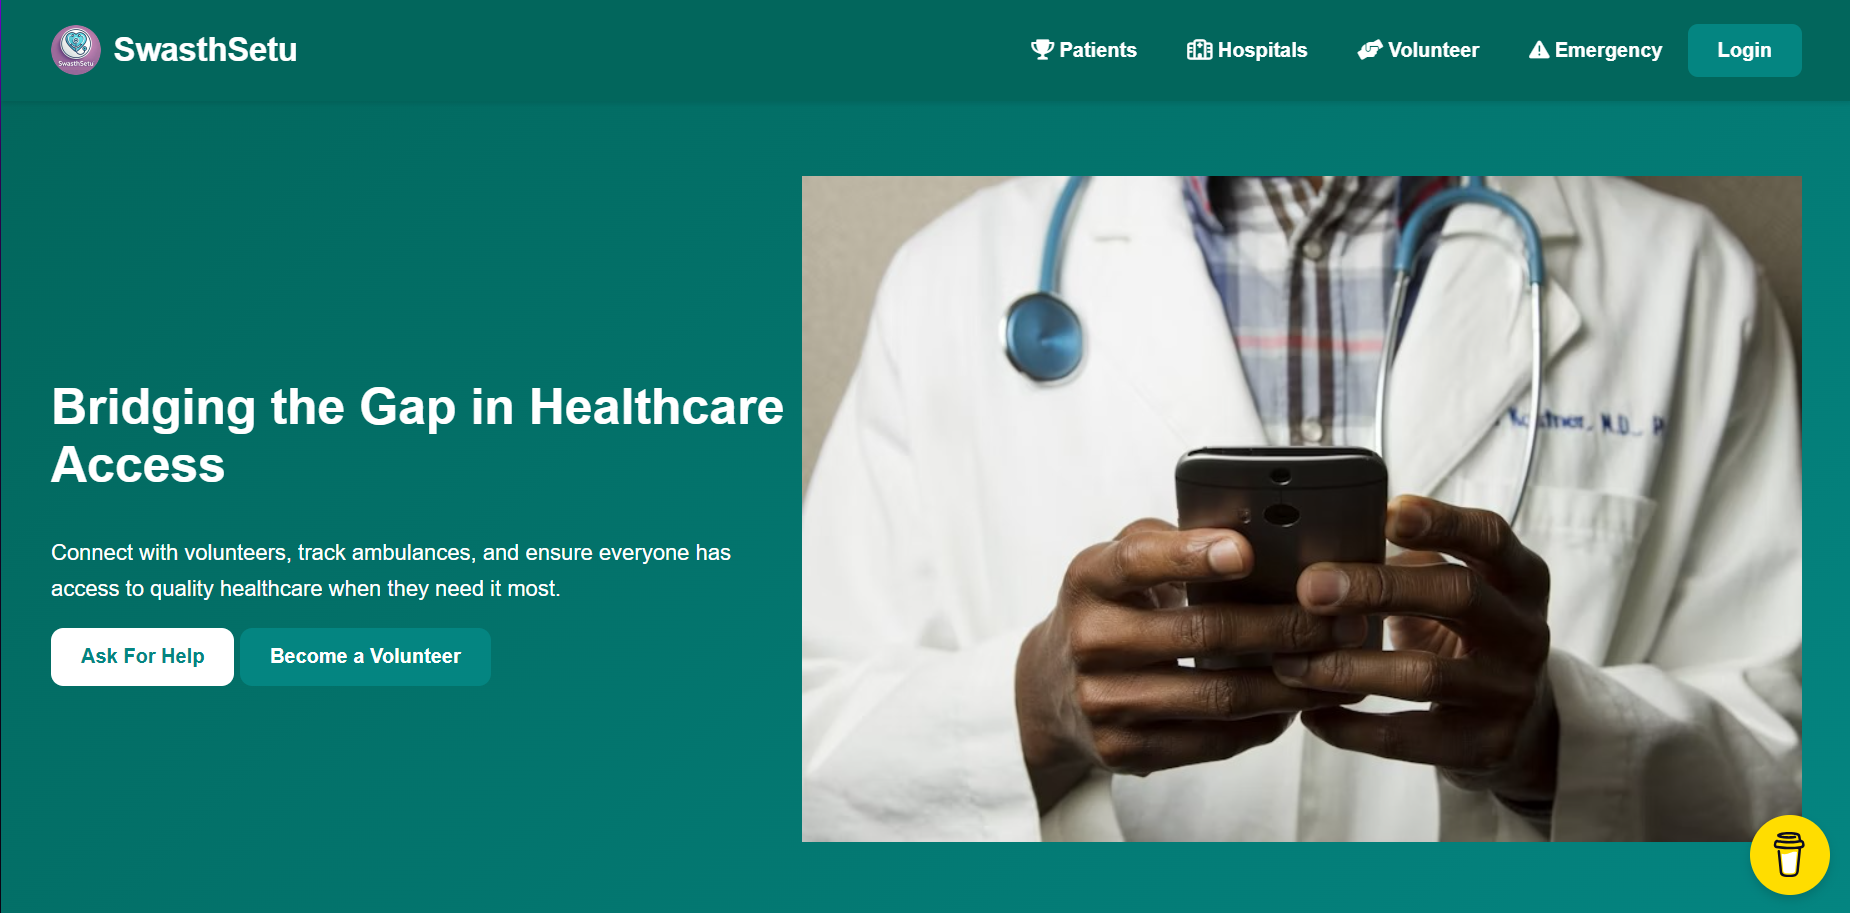 SwasthSetu
SwasthSetu
Patients
Hospitals
Volunteer
Emergency
Login
Bridging the Gap in Healthcare
Access
Connect with volunteers, track ambulances, and ensure everyone has
access to quality healthcare when they need it most.
Ask For Help
Become a Volunteer
M.D.